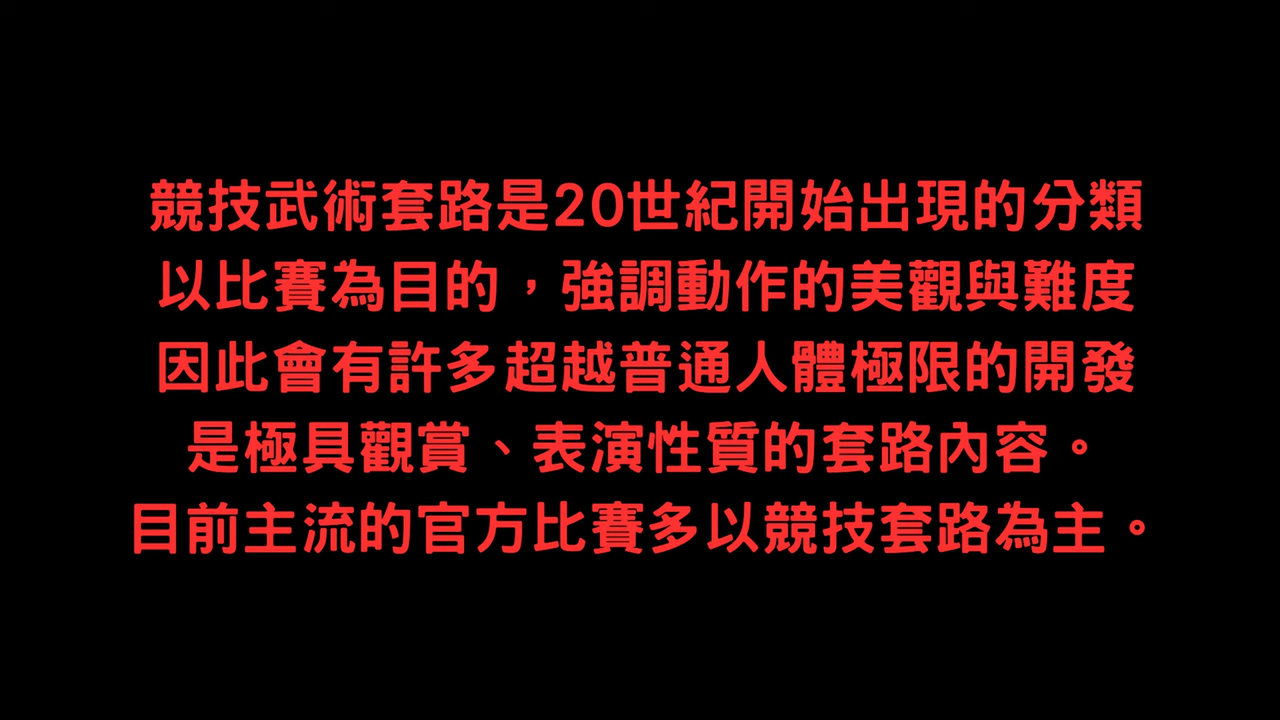 競技武術套路是20世紀開始出現的分類
以比賽為目的，強調動作的美觀與難度
因此會有許多超越普通人體極限的開發
是極具觀賞、表演性質的套路內容。
目前主流的官方比賽多以競技套路為主。